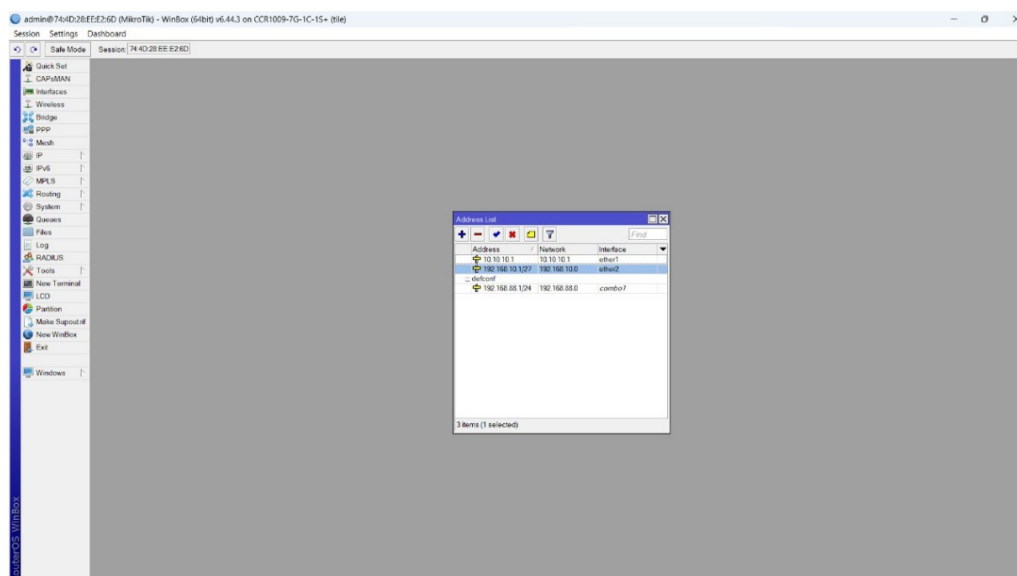 admin@74:4D:28:EE:E2:6D (MikroTik) - WinBox (64bit) v6.44.3 on CCR1009-7G-1C-1S+ (tile)
Session Settings Dashboard
Safe Mode Session: 74:4D:28:EE:E2:6D
Quick Set
CAPsMAN
Interfaces
Wireless
Bridge
PPP
Mesh
IP
IPv6
MPLS
Routing
System
Queues
Files
Log
RADIUS
Tools
New Terminal
LCD
Partition
Make Supout.rif
New WinBox
Exit
Windows
outerOS WinBox
Address List
Find
Address Network Interface
10.10.10.1 10.10.10.1 ether1
192.168.10.1/27 192.168.10.0 ether2
;;; defconf
192.168.88.1/24 192.168.88.0 combo1
3 items (1 selected)